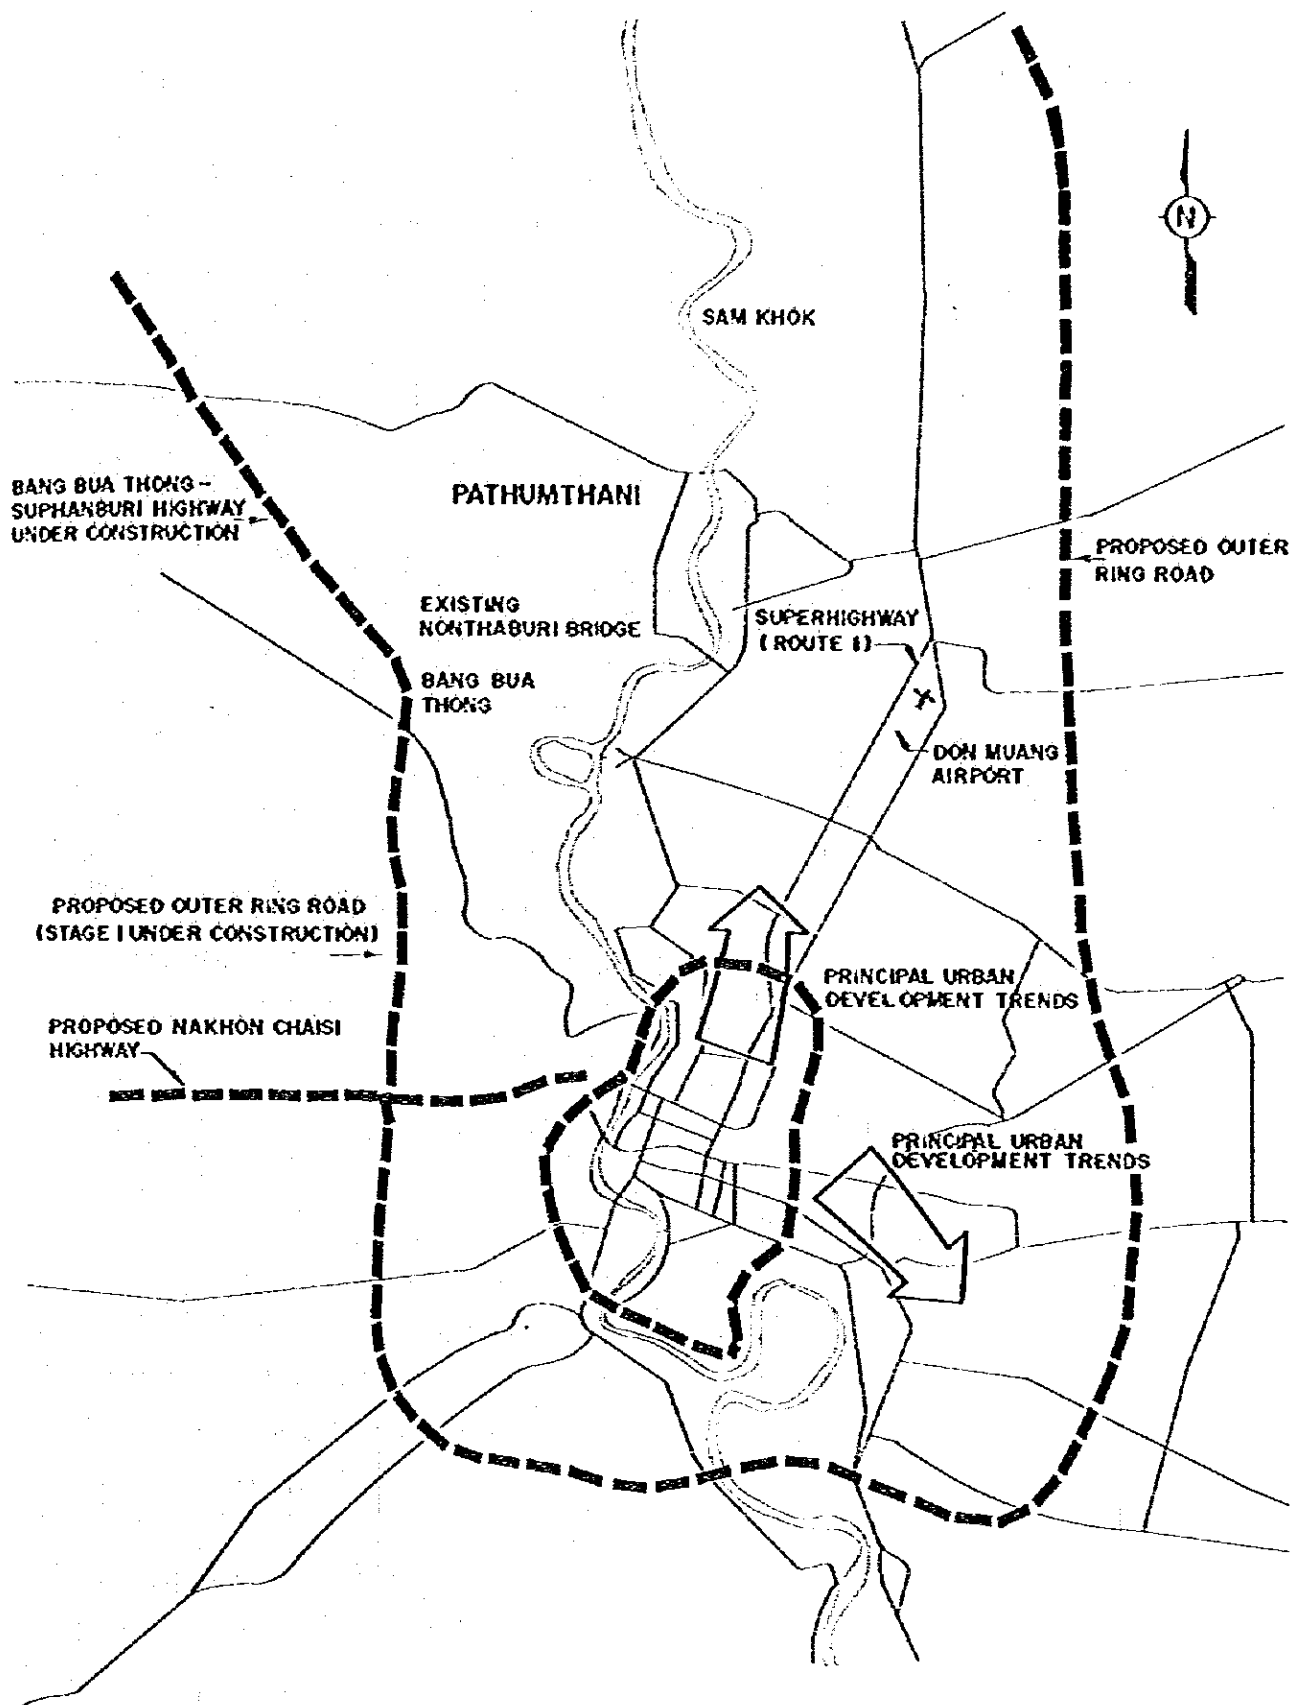 N
SAM KHOK
BANG BUA THONG -
SUPHANBURI HIGHWAY
UNDER CONSTRUCTION
PATHUMTHANI
PROPOSED OUTER
RING ROAD
EXISTING
NONTHABURI BRIDGE
SUPERHIGHWAY
(ROUTE 1)
BANG BUA
THONG
DON MUANG
AIRPORT
PROPOSED OUTER RING ROAD
(STAGE I UNDER CONSTRUCTION)
PRINCIPAL URBAN
DEVELOPMENT TRENDS
PROPOSED NAKHON CHAISI
HIGHWAY
PRINCIPAL URBAN
DEVELOPMENT TRENDS